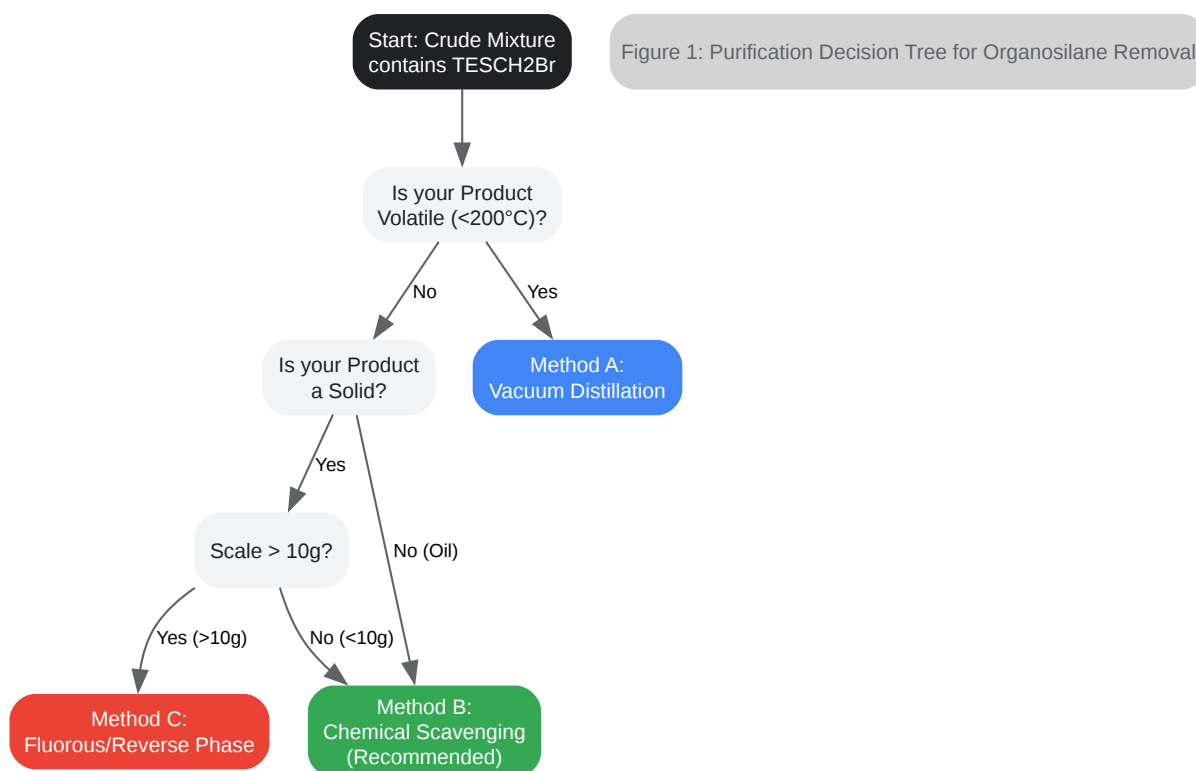 Start: Crude Mixture
contains TESCH2Br
Figure 1: Purification Decision Tree for Organosilane Removal
Is your Product
Volatile (<200°C)?
No
Yes
Is your Product
a Solid?
Method A:
Vacuum Distillation
Yes
Scale > 10g?
No (Oil)
Yes (>10g)
No (<10g)
Method C:
Fluorous/Reverse Phase
Method B:
Chemical Scavenging
(Recommended)